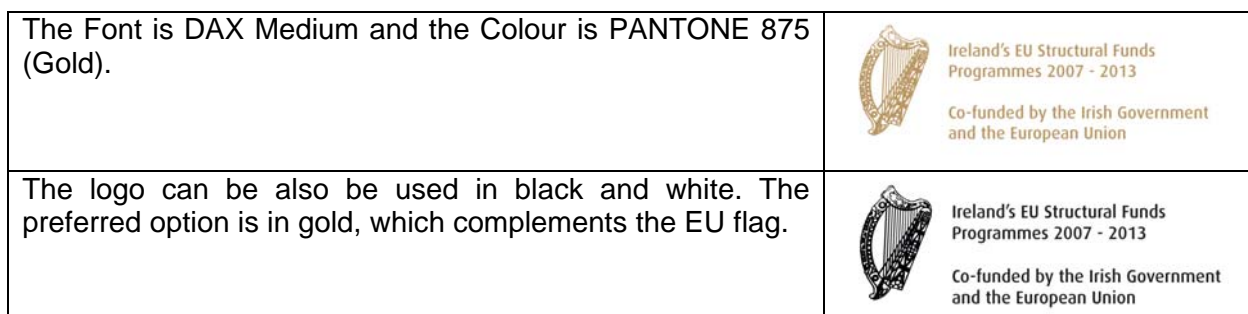 The Font is DAX Medium and the Colour is PANTONE 875
(Gold).
Ireland's EU Structural Funds
Programmes 2007 - 2013
Co-funded by the Irish Government
and the European Union
The logo can be also be used in black and white. The
preferred option is in gold, which complements the EU flag.
Ireland's EU Structural Funds
Programmes 2007 - 2013
Co-funded by the Irish Government
and the European Union